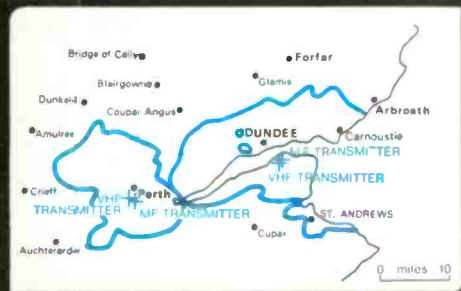 Bridge of Cally
Forfar
Blairgowrie
Glamis
Dunkeld
Coupar Angus
Arbroath
DUNDEE
Carnoustie
Amulree
MF TRANSMITTER
VHF TRANSMITTER
Perth
Crieff
VHF
TRANSMITTER
MF TRANSMITTER
ST. ANDREWS
Cupar
Auchterarder
0 miles 10